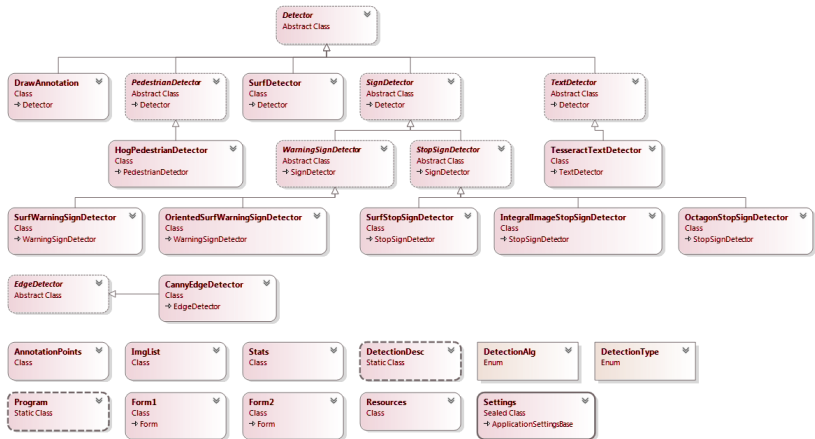 Detector
Abstract Class
DrawAnnotation
Class
Detector
PedestrianDetector
Abstract Class
Detector
SurfDetector
Class
Detector
SignDetector
Abstract Class
Detector
TextDetector
Abstract Class
Detector
HogPedestrianDetector
Class
PedestrianDetector
WarningSignDetector
Abstract Class
SignDetector
StopSignDetector
Abstract Class
SignDetector
TesseractTextDetector
Class
TextDetector
SurfWarningSignDetector
Class
WarningSignDetector
OrientedSurfWarningSignDetector
Class
WarningSignDetector
SurfStopSignDetector
Class
StopSignDetector
IntegralImageStopSignDetector
Class
StopSignDetector
OctagonStopSignDetector
Class
StopSignDetector
EdgeDetector
Abstract Class
CannyEdgeDetector
Class
EdgeDetector
AnnotationPoints
Class
ImgList
Class
Stats
Class
DetectionDesc
Static Class
DetectionAlg
Enum
DetectionType
Enum
Program
Static Class
Form1
Class
Form
Form2
Class
Form
Resources
Class
Settings
Sealed Class
ApplicationSettingsBase